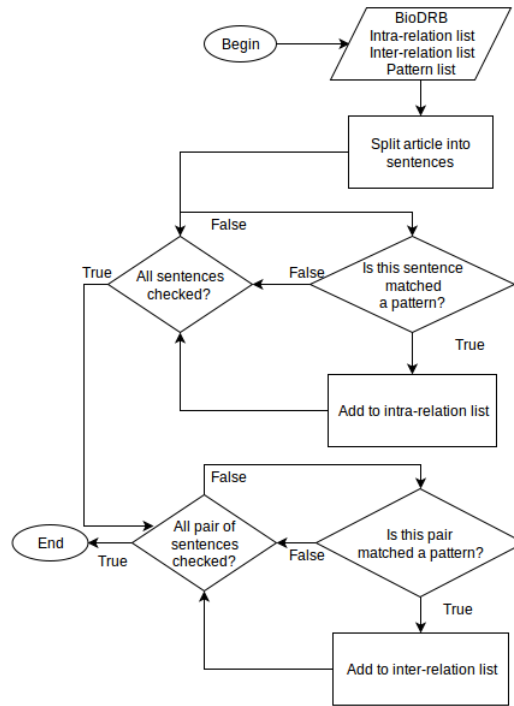 BioDRB
Intra-relation list
Inter-relation list
Pattern list
Begin
Split article into
sentences
False
True
All sentences
checked?
False
Is this sentence
matched
a pattern?
True
Add to intra-relation list
False
End
True
All pair of
sentences
checked?
False
Is this pair
matched a pattern?
True
Add to inter-relation list